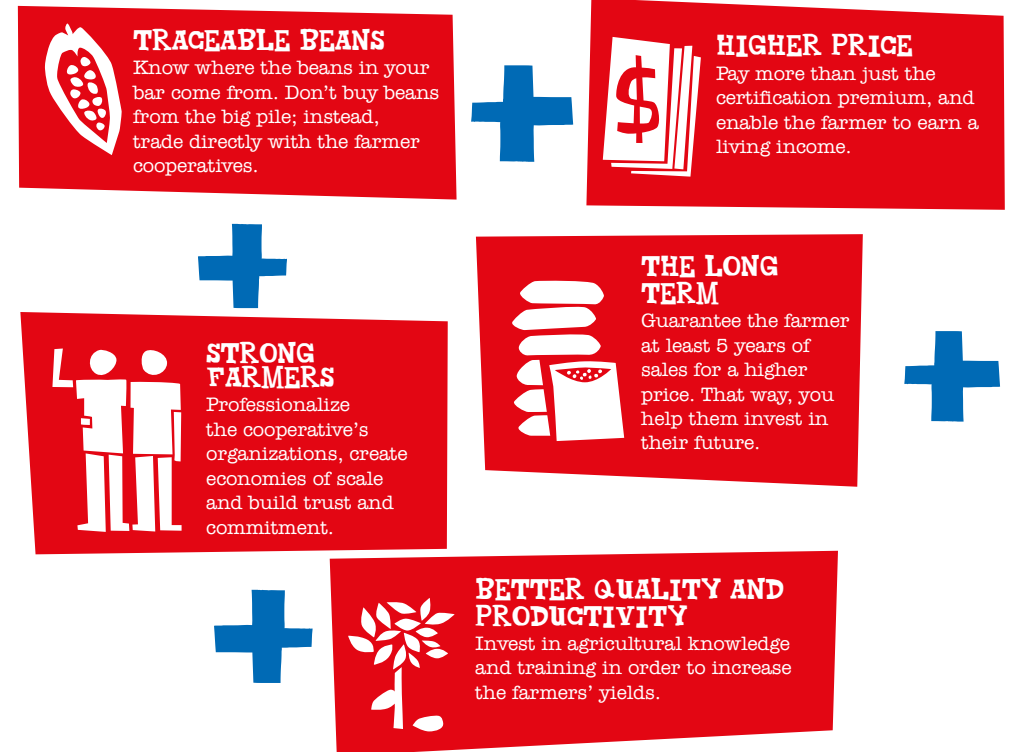 TRACEABLE BEANS
Know where the beans in your
bar come from. Don't buy beans
from the big pile; instead,
trade directly with the farmer
cooperatives.
HIGHER PRICE
Pay more than just the
certification premium, and
enable the farmer to earn a
living income.
STRONG
FARMERS
Professionalize
the cooperative's
organizations, create
economies of scale
and build trust and
commitment.
THE LONG
TERM
Guarantee the farmer
at least 5 years of
sales for a higher
price. That way, you
help them invest in
their future.
BETTER QUALITY AND
PRODUCTIVITY
Invest in agricultural knowledge
and training in order to increase
the farmers' yields.